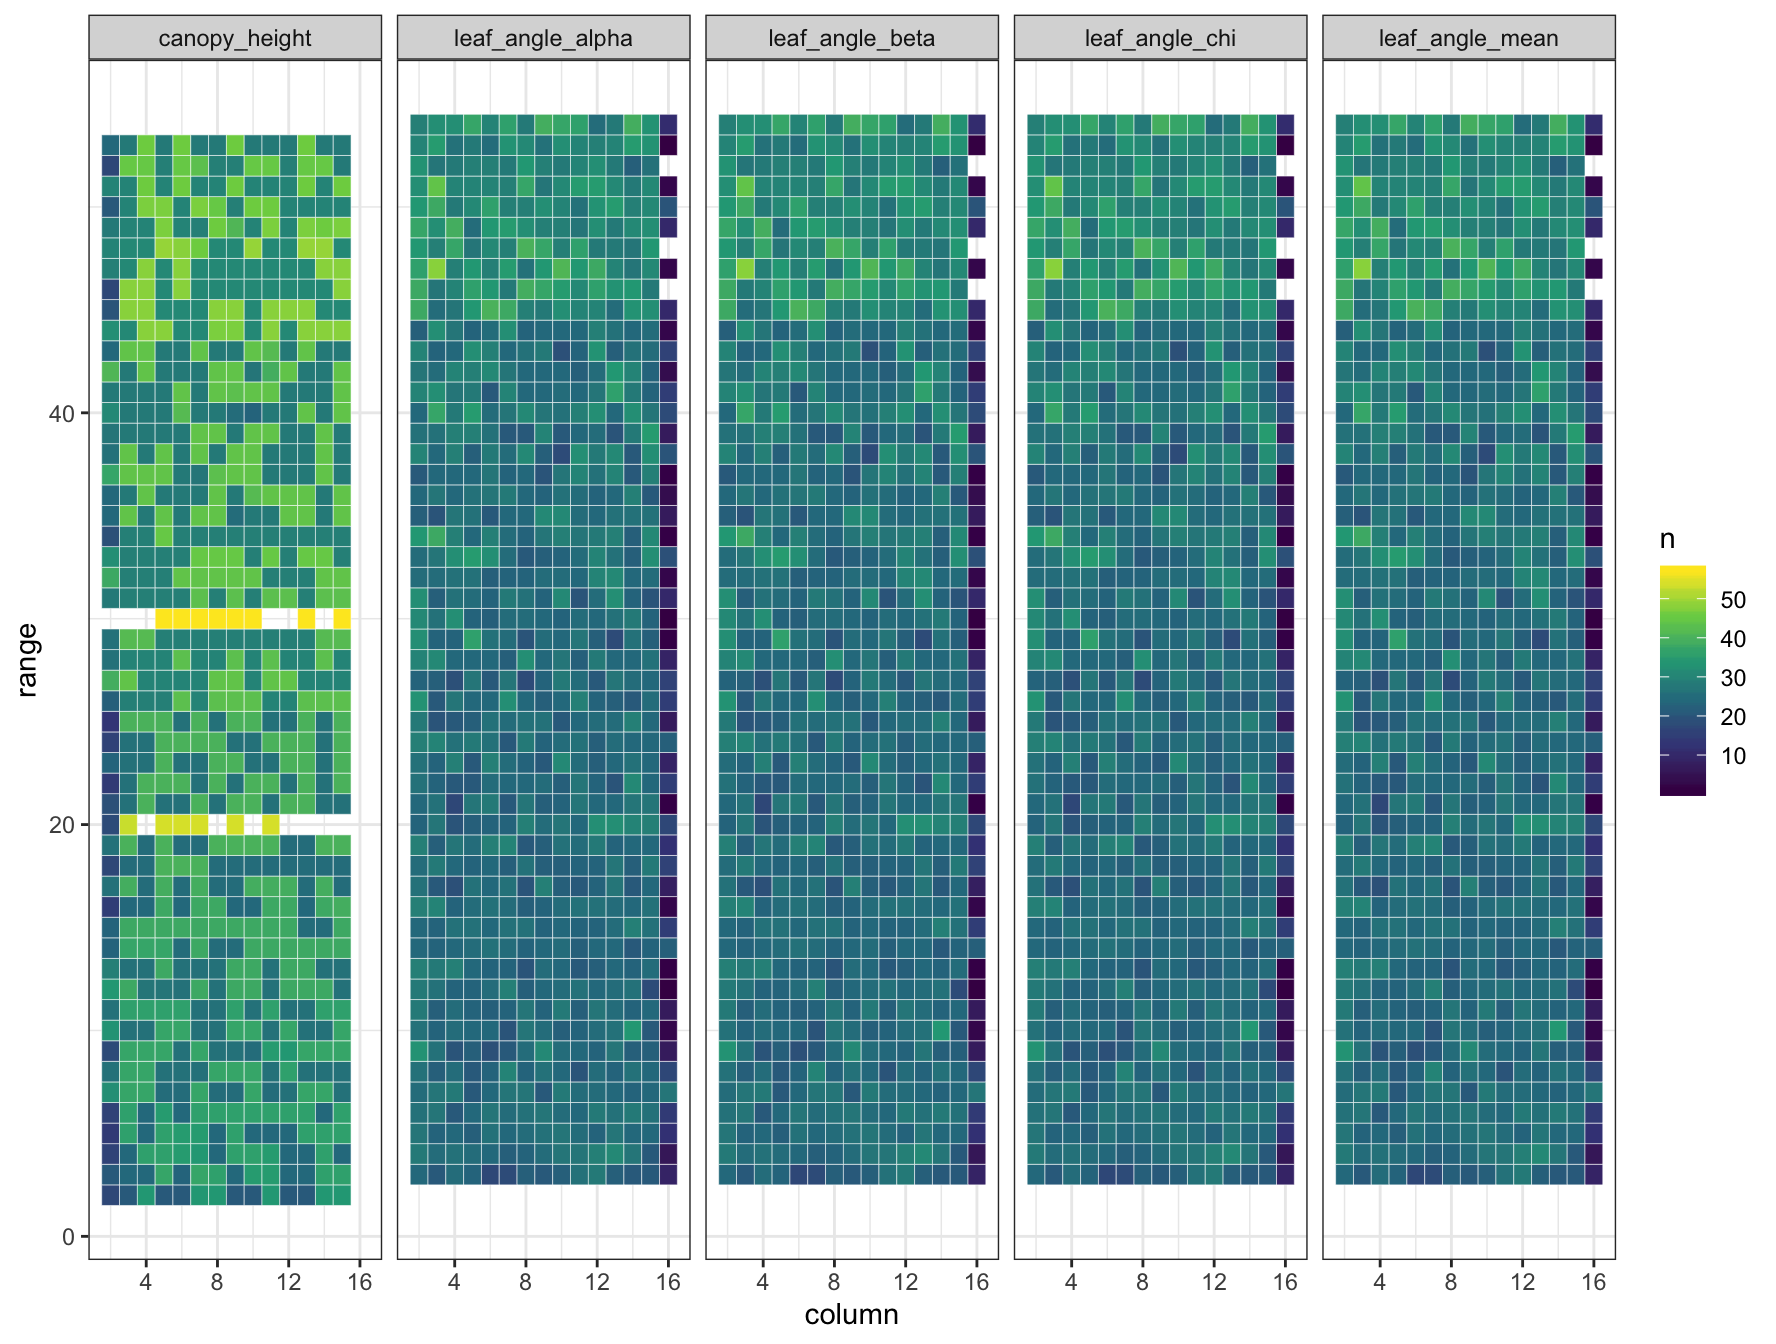 canopy_height leaf_angle_alpha leaf_angle_beta leaf_angle_chi leaf_angle_mean
range
40
20
0
4 8 12 16 4 8 12 16 4 8 12 16 4 8 12 16 4 8 12 16
column
n
50
40
30
20
10